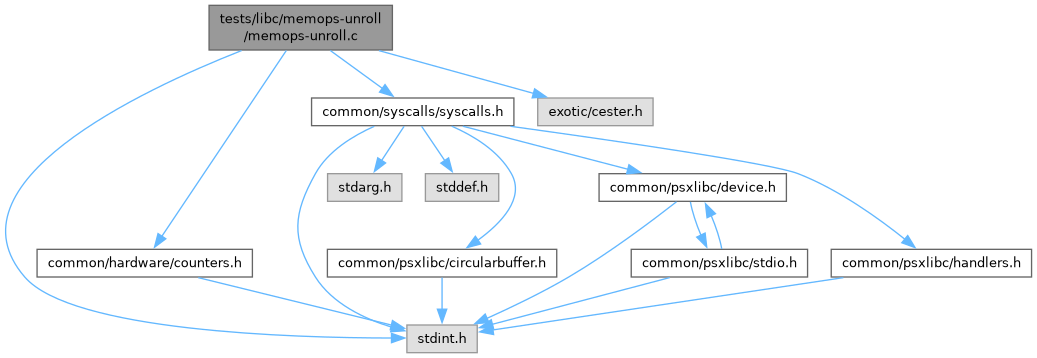 tests/libc/memops-unroll
/memops-unroll.c
common/syscalls/syscalls.h
exotic/cester.h
stdarg.h
stddef.h
common/psxlibc/device.h
common/hardware/counters.h
common/psxlibc/circularbuffer.h
common/psxlibc/stdio.h
common/psxlibc/handlers.h
stdint.h